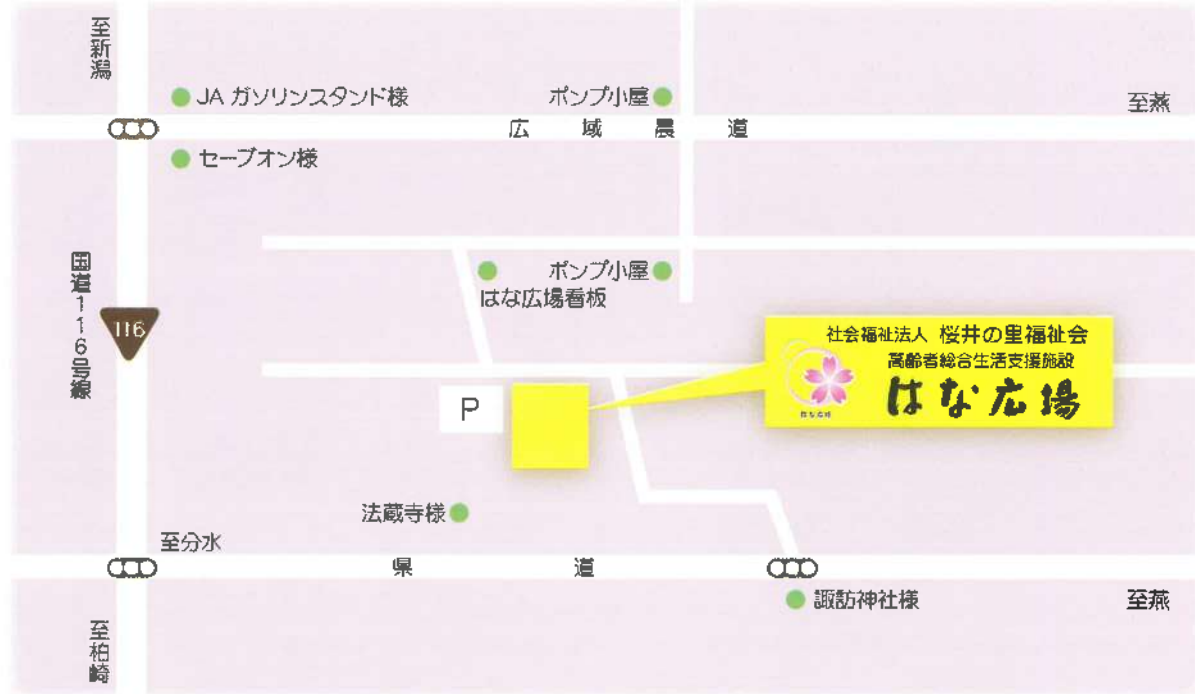 至新潟
JA ガソリンスタンド様
ポンプ小屋
至燕
広域農道
セーブオン様
国道116号線
116
ポンプ小屋
はな広場看板
社会福祉法人 桜井の里福祉会
高齢者総合生活支援施設
はな広場
はな広場
P
法蔵寺様
至分水
県道
諏訪神社様
至燕
至柏崎